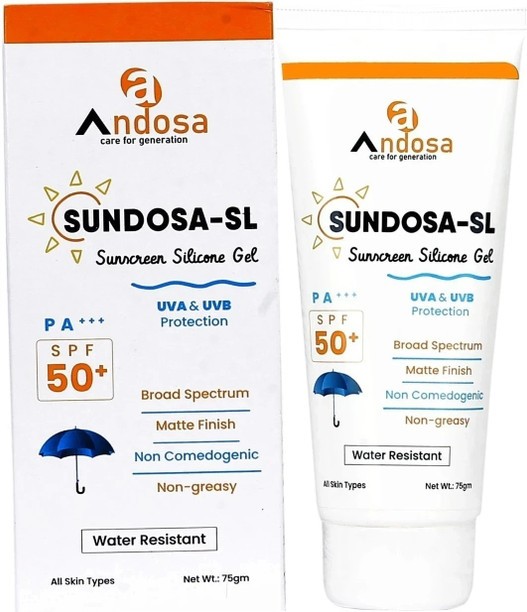 a
Andosa
care for generation
SUNDOSA-SL
Sunscreen Silicone Gel
UVA & UVB
Protection
PA+++
SPF
50+
Broad Spectrum
Matte Finish
Non Comedogenic
Non-greasy
Water Resistant
All Skin Types
Net Wt.: 75gm
a
Andosa
care for generation
SUNDOSA-SL
Sunscreen Silicone Gel
PA+++
UVA & UVB
Protection
SPF
50+
Broad Spectrum
Matte Finish
Non Comedogenic
Non-greasy
Water Resistant
All Skin Types
Net Wt.: 75gm